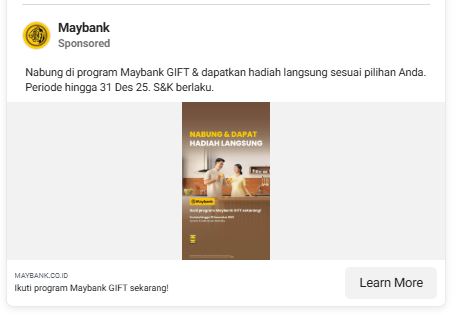 Maybank
Sponsored
Nabung di program Maybank GIFT & dapatkan hadiah langsung sesuai pilihan Anda.
Periode hingga 31 Des 25. S&K berlaku.
NABUNG & DAPAT
HADIAH LANGSUNG
Maybank
Ikuti program Maybank GIFT sekarang!
MAYBANK.CO.ID
Ikuti program Maybank GIFT sekarang!
Learn More